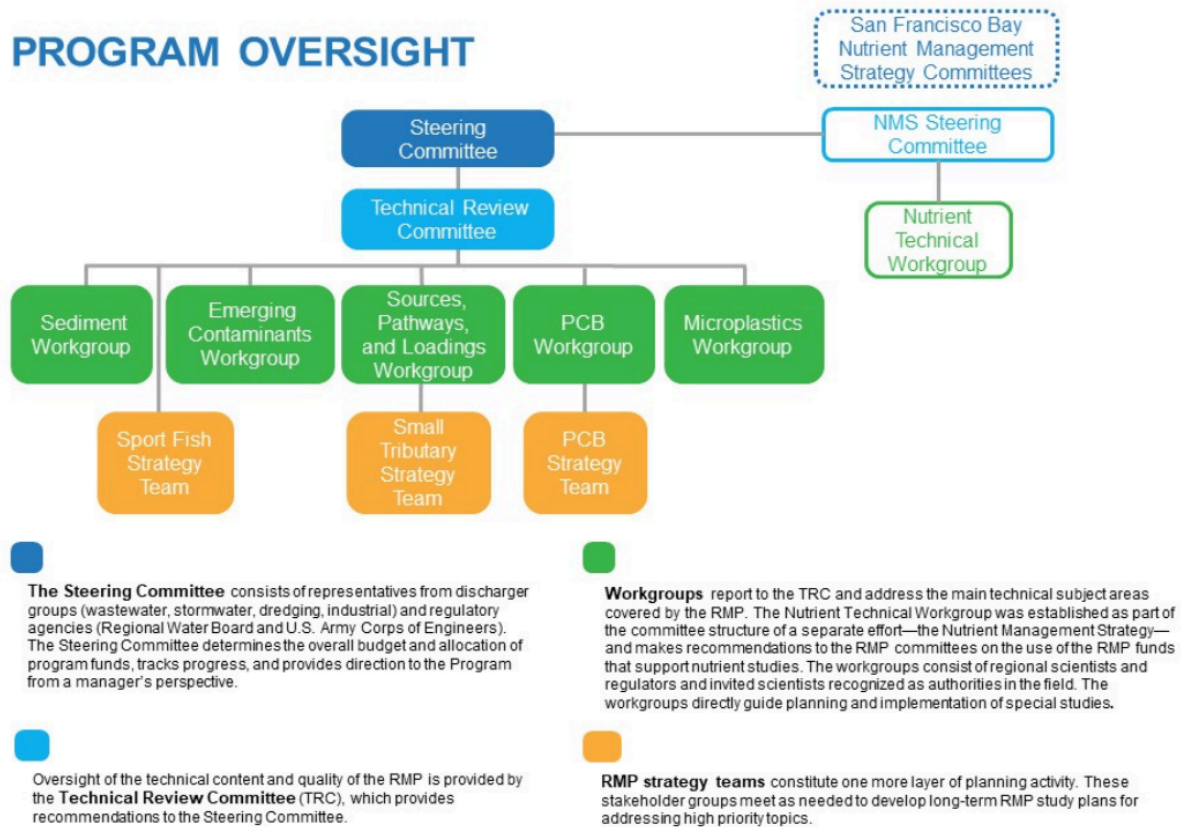 PROGRAM OVERSIGHT
San Francisco Bay
Nutrient Management
Strategy Committees
Steering
Committee
NMS Steering
Committee
Technical Review
Committee
Nutrient
Technical
Workgroup
Sediment
Workgroup
Emerging
Contaminants
Workgroup
Sources,
Pathways,
and Loadings
Workgroup
PCB
Workgroup
Microplastics
Workgroup
Sport Fish
Strategy
Team
Small
Tributary
Strategy
Team
PCB
Strategy
Team
The Steering Committee consists of representatives from discharger
groups (wastewater, stormwater, dredging, industrial) and regulatory
agencies (Regional Water Board and U.S. Army Corps of Engineers).
The Steering Committee determines the overall budget and allocation of
program funds, tracks progress, and provides direction to the Program
from a manager's perspective.
Workgroups report to the TRC and address the main technical subject areas
covered by the RMP. The Nutrient Technical Workgroup was established as part of
the committee structure of a separate effort—the Nutrient Management Strategy—
and makes recommendations to the RMP committees on the use of the RMP funds
that support nutrient studies. The workgroups consist of regional scientists and
regulators and invited scientists recognized as authorities in the field. The
workgroups directly guide planning and implementation of special studies.
Oversight of the technical content and quality of the RMP is provided by
the Technical Review Committee (TRC), which provides
recommendations to the Steering Committee.
RMP strategy teams constitute one more layer of planning activity. These
stakeholder groups meet as needed to develop long-term RMP study plans for
addressing high priority topics.